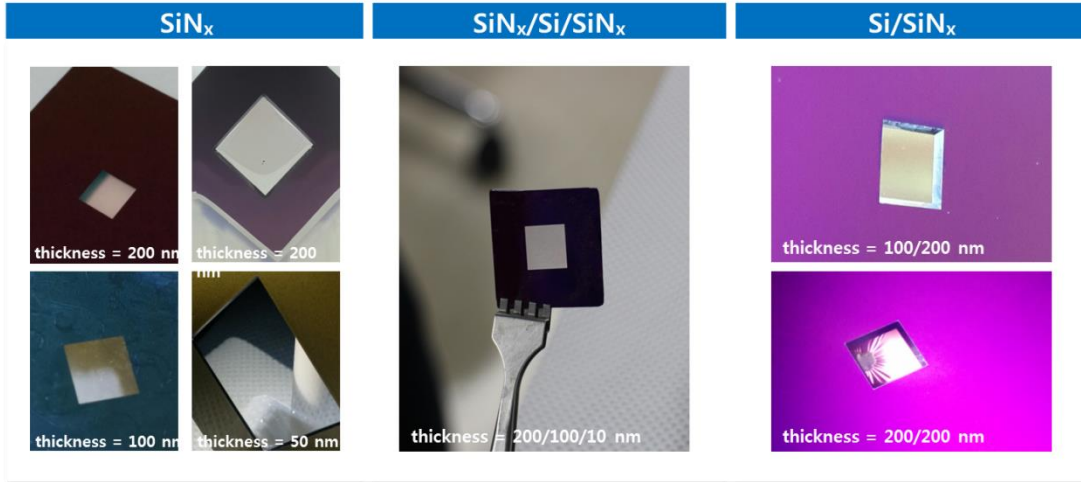 SiNₓ
SiNₓ/Si/SiNₓ
Si/SiNₓ
thickness = 200 nm
thickness = 200
nm
thickness = 100 nm
thickness = 50 nm
thickness = 200/100/10 nm
thickness = 100/200 nm
thickness = 200/200 nm